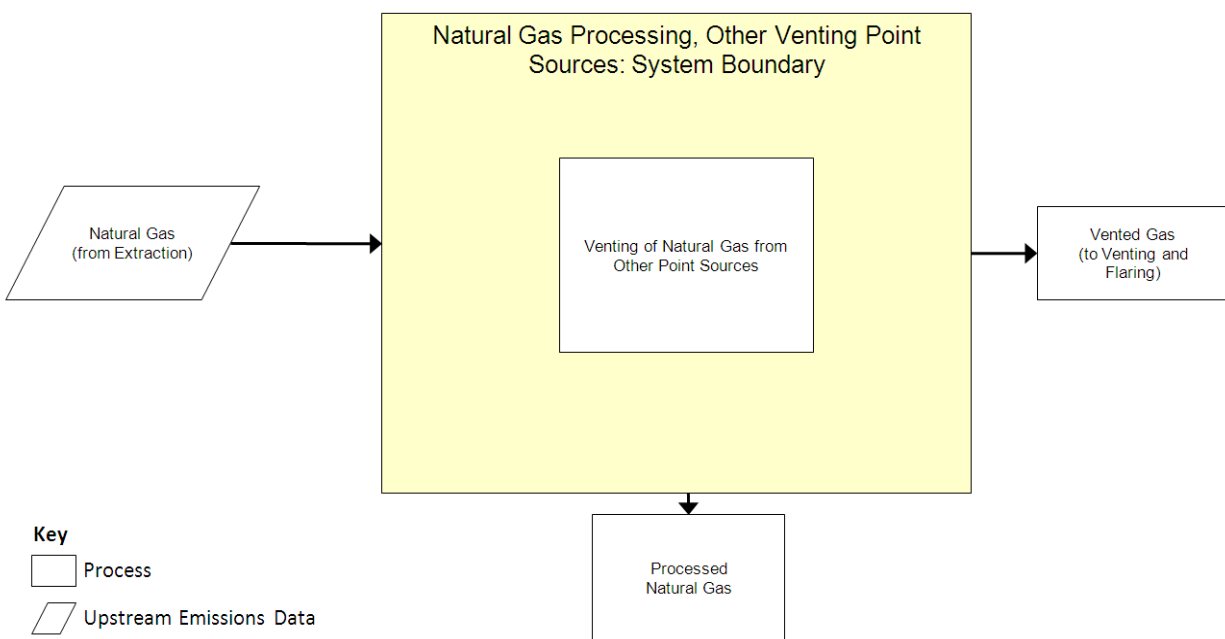 Natural Gas Processing, Other Venting Point
Sources: System Boundary
Natural Gas
(from Extraction)
Venting of Natural Gas from
Other Point Sources
Vented Gas
(to Venting and
Flaring)
Processed
Natural Gas
Key
Process
Upstream Emissions Data